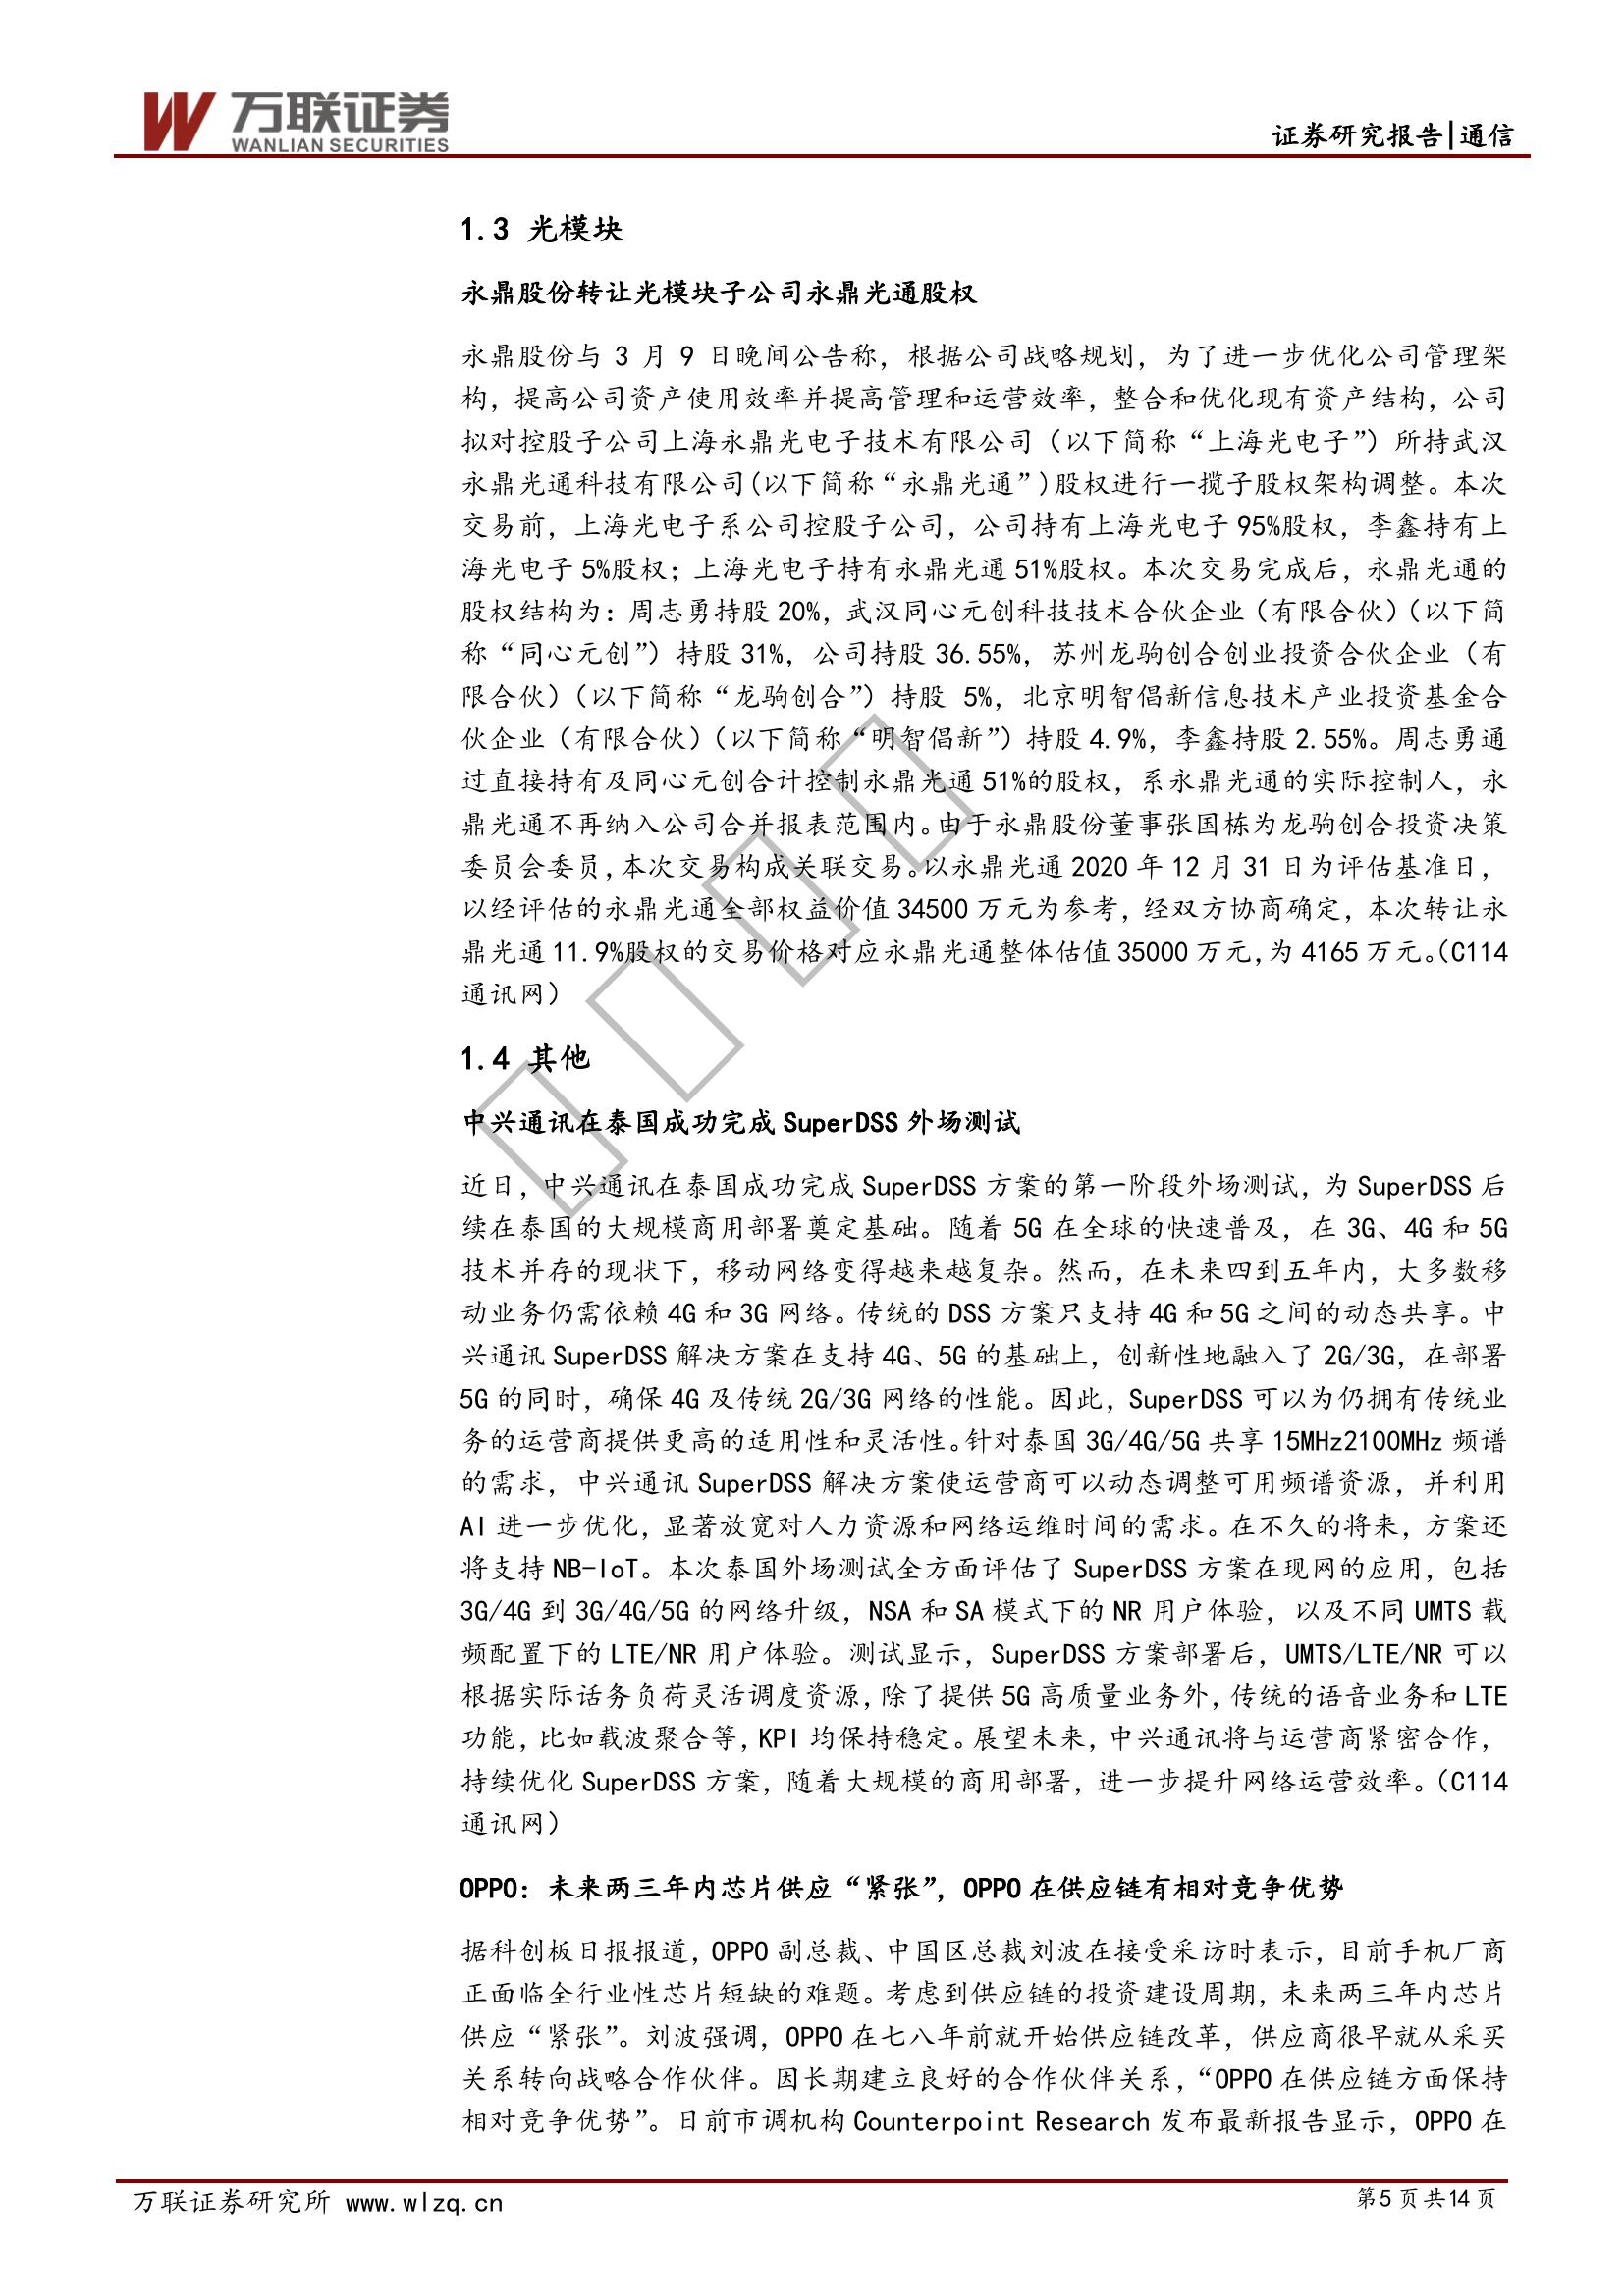 万联证券
WANLIAN SECURITIES
证券研究报告|通信
1.3 光模块
永鼎股份转让光模块子公司永鼎光通股权
永鼎股份与 3 月 9 日晚间公告称，根据公司战略规划，为了进一步优化公司管理架
构，提高公司资产使用效率并提高管理和运营效率，整合和优化现有资产结构，公司
拟对控股子公司上海永鼎光电子技术有限公司（以下简称“上海光电子”）所持武汉
永鼎光通科技有限公司(以下简称“永鼎光通”)股权进行一揽子股权架构调整。本次
交易前，上海光电子系公司控股子公司，公司持有上海光电子 95%股权，李鑫持有上
海光电子 5%股权；上海光电子持有永鼎光通 51%股权。本次交易完成后，永鼎光通的
股权结构为：周志勇持股 20%，武汉同心元创科技技术合伙企业（有限合伙）（以下简
称“同心元创”）持股 31%，公司持股 36.55%，苏州龙驹创合创业投资合伙企业（有
限合伙）（以下简称“龙驹创合”）持股 5%，北京明智倡新信息技术产业投资基金合
伙企业（有限合伙）（以下简称“明智倡新”）持股 4.9%，李鑫持股 2.55%。周志勇通
过直接持有及同心元创合计控制永鼎光通 51%的股权，系永鼎光通的实际控制人，永
鼎光通不再纳入公司合并报表范围内。由于永鼎股份董事张国栋为龙驹创合投资决策
委员会委员，本次交易构成关联交易。以永鼎光通 2020 年 12 月 31 日为评估基准日，
以经评估的永鼎光通全部权益价值 34500 万元为参考，经双方协商确定，本次转让永
鼎光通 11.9%股权的交易价格对应永鼎光通整体估值 35000 万元，为 4165 万元。（C114
通讯网）
1.4 其他
中兴通讯在泰国成功完成 SuperDSS 外场测试
近日，中兴通讯在泰国成功完成 SuperDSS 方案的第一阶段外场测试，为 SuperDSS 后
续在泰国的大规模商用部署奠定基础。随着 5G 在全球的快速普及，在 3G、4G 和 5G
技术并存的现状下，移动网络变得越来越复杂。然而，在未来四到五年内，大多数移
动业务仍需依赖 4G 和 3G 网络。传统的 DSS 方案只支持 4G 和 5G 之间的动态共享。中
兴通讯 SuperDSS 解决方案在支持 4G、5G 的基础上，创新性地融入了 2G/3G，在部署
5G 的同时，确保 4G 及传统 2G/3G 网络的性能。因此，SuperDSS 可以为仍拥有传统业
务的运营商提供更高的适用性和灵活性。针对泰国 3G/4G/5G 共享 15MHz2100MHz 频谱
的需求，中兴通讯 SuperDSS 解决方案使运营商可以动态调整可用频谱资源，并利用
AI 进一步优化，显著放宽对人力资源和网络运维时间的需求。在不久的将来，方案还
将支持 NB-IoT。本次泰国外场测试全方面评估了 SuperDSS 方案在现网的应用，包括
3G/4G 到 3G/4G/5G 的网络升级，NSA 和 SA 模式下的 NR 用户体验，以及不同 UMTS 载
频配置下的 LTE/NR 用户体验。测试显示，SuperDSS 方案部署后，UMTS/LTE/NR 可以
根据实际话务负荷灵活调度资源，除了提供 5G 高质量业务外，传统的语音业务和 LTE
功能，比如载波聚合等，KPI 均保持稳定。展望未来，中兴通讯将与运营商紧密合作，
持续优化 SuperDSS 方案，随着大规模的商用部署，进一步提升网络运营效率。（C114
通讯网）
OPPO：未来两三年内芯片供应“紧张”，OPPO 在供应链有相对竞争优势
据科创板日报报道，OPPO 副总裁、中国区总裁刘波在接受采访时表示，目前手机厂商
正面临全行业性芯片短缺的难题。考虑到供应链的投资建设周期，未来两三年内芯片
供应“紧张”。刘波强调，OPPO 在七八年前就开始供应链改革，供应商很早就从采买
关系转向战略合作伙伴。因长期建立良好的合作伙伴关系，“OPPO 在供应链方面保持
相对竞争优势”。日前市调机构 Counterpoint Research 发布最新报告显示，OPPO 在
万联证券研究所 www.wlzq.cn
第5页共14页